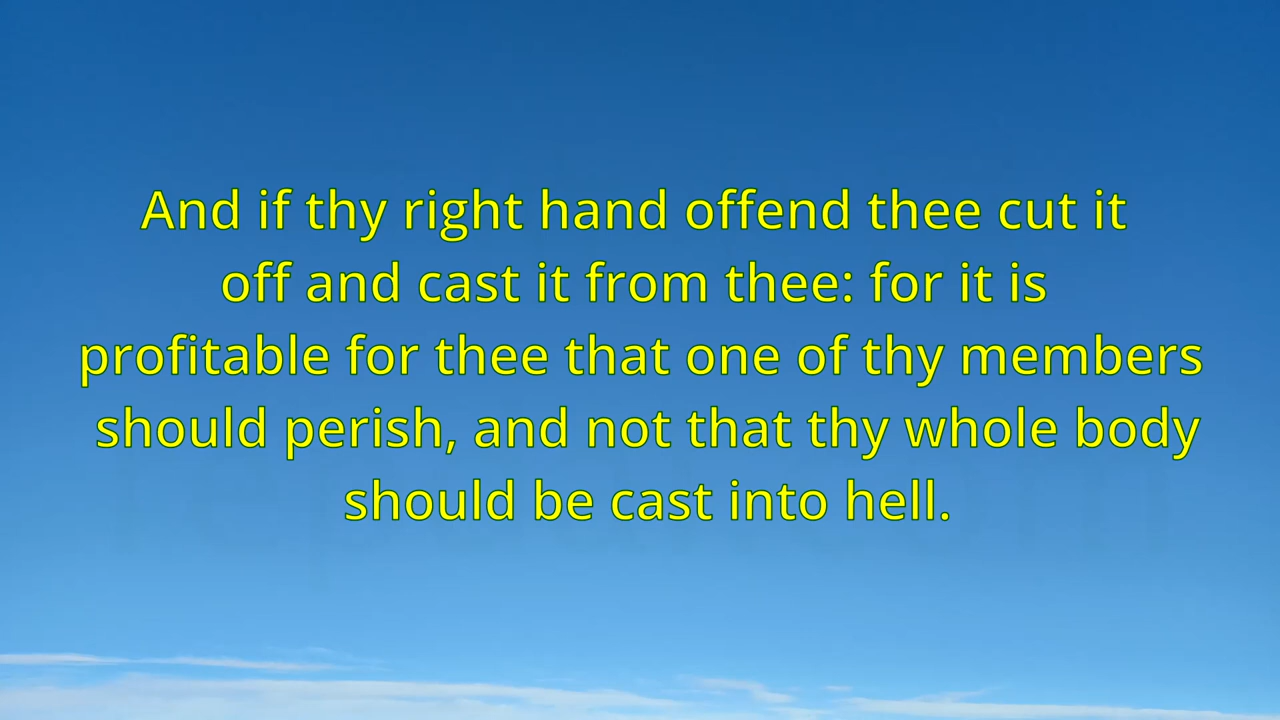 And if thy right hand offend thee cut it
off and cast it from thee: for it is
profitable for thee that one of thy members
should perish, and not that thy whole body
should be cast into hell.